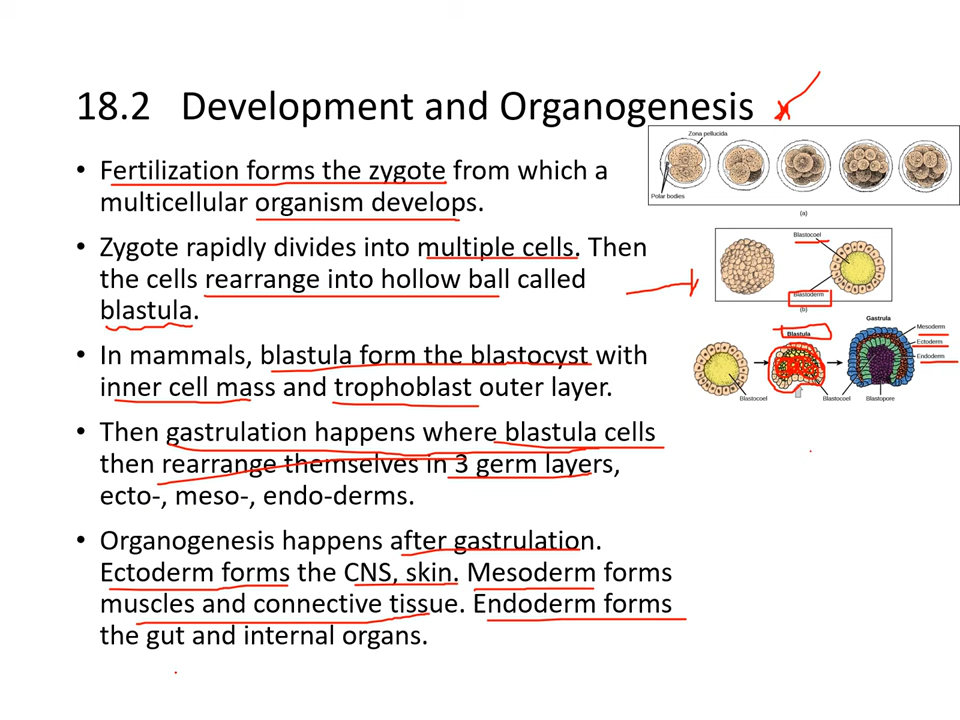 18.2 Development and Organogenesis
• Fertilization forms the zygote from which a
multicellular organism develops.
• Zygote rapidly divides into multiple cells. Then
the cells rearrange into hollow ball called
blastula.
• In mammals, blastula form the blastocyst with
inner cell mass and trophoblast outer layer.
• Then gastrulation happens where blastula cells
then rearrange themselves in 3 germ layers,
ecto-, meso-, endo-derms.
• Organogenesis happens after gastrulation.
Ectoderm forms the CNS, skin. Mesoderm forms
muscles and connective tissue. Endoderm forms
the gut and internal organs.
Zona pellucida
Polar bodies
(a)
Blastocoel
Blastoderm
(b)
Blastula
Gastrula
Mesoderm
Ectoderm
Endoderm
Blastocoel
Blastocoel
Blastopore